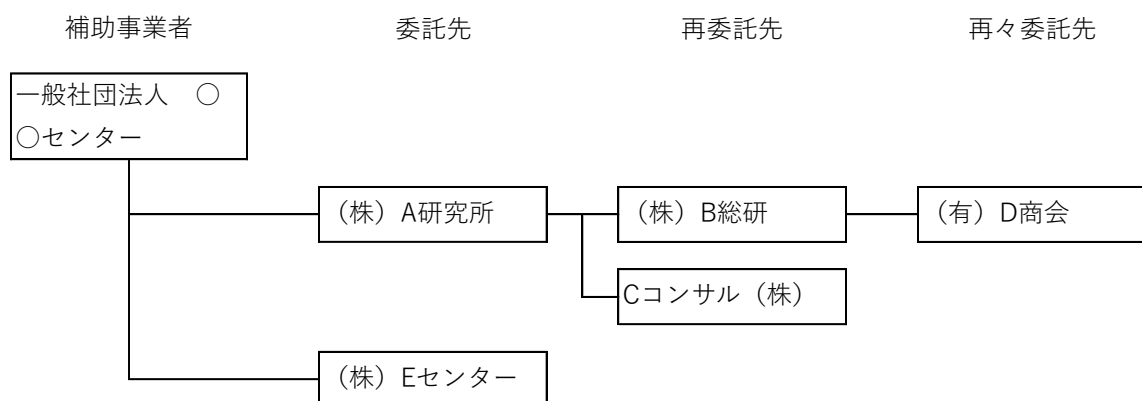 補助事業者 委託先 再委託先 再々委託先
一般社団法人　○
○センター
（株）A研究所
（株）B総研
（有）D商会
Cコンサル（株）
（株）Eセンター